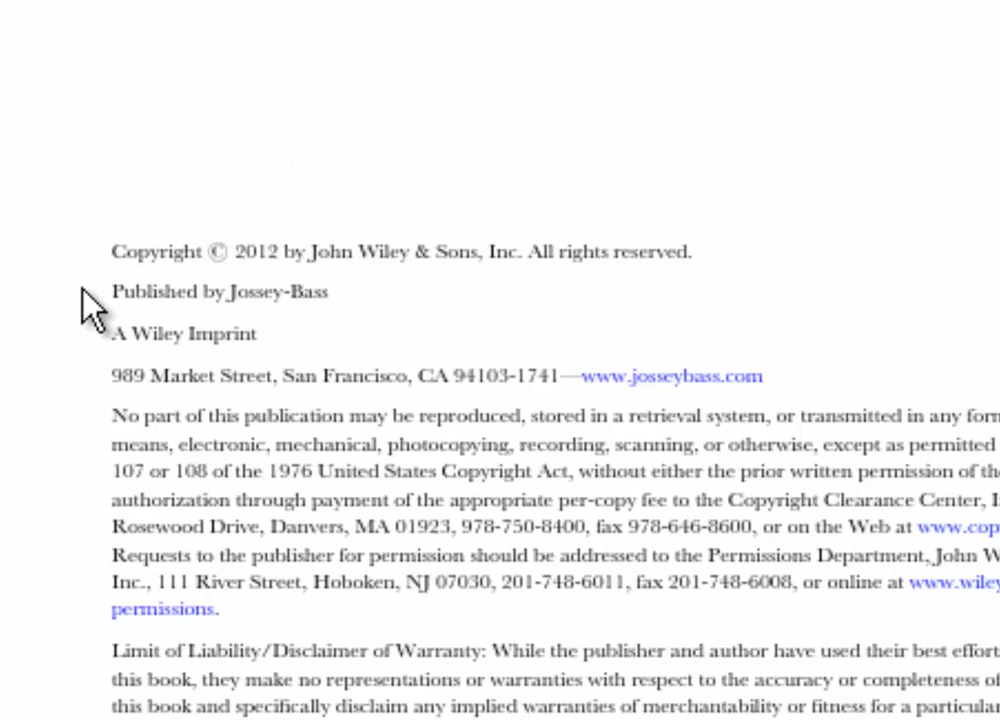 Copyright © 2012 by John Wiley & Sons, Inc. All rights reserved.
Published by Jossey-Bass
A Wiley Imprint
989 Market Street, San Francisco, CA 94103-1741—www.josseybass.com
No part of this publication may be reproduced, stored in a retrieval system, or transmitted in any form
means, electronic, mechanical, photocopying, recording, scanning, or otherwise, except as permitted
107 or 108 of the 1976 United States Copyright Act, without either the prior written permission of the
authorization through payment of the appropriate per-copy fee to the Copyright Clearance Center,
Rosewood Drive, Danvers, MA 01923, 978-750-8400, fax 978-646-8600, or on the Web at www.cop
Requests to the publisher for permission should be addressed to the Permissions Department, John W
Inc., 111 River Street, Hoboken, NJ 07030, 201-748-6011, fax 201-748-6008, or online at www.wiley
permissions.
Limit of Liability/Disclaimer of Warranty: While the publisher and author have used their best efforts
this book, they make no representations or warranties with respect to the accuracy or completeness of
this book and specifically disclaim any implied warranties of merchantability or fitness for a particular